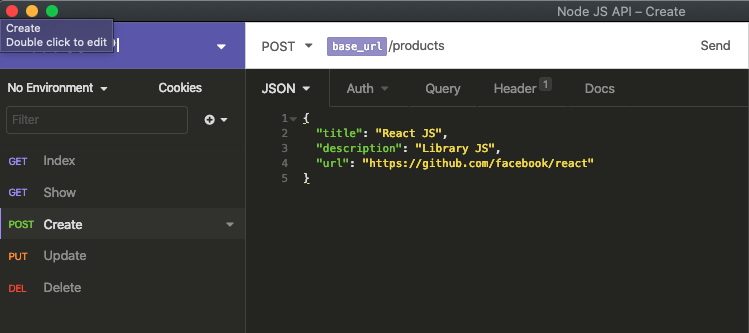 Node JS API – Create
Create
Double click to edit
POST base_url/products Send
No Environment Cookies
JSON Auth Query Header 1 Docs
Filter
GET Index
GET Show
POST Create
PUT Update
DEL Delete
1 {
2 "title": "React JS",
3 "description": "Library JS",
4 "url": "https://github.com/facebook/react"
5 }